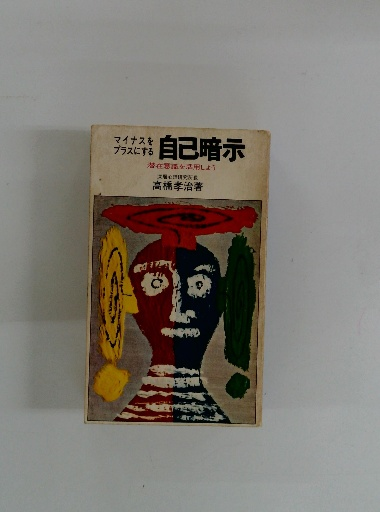 マイナスを
プラスにする
自己暗示
潜在意識を活用しよう
高橋孝治著